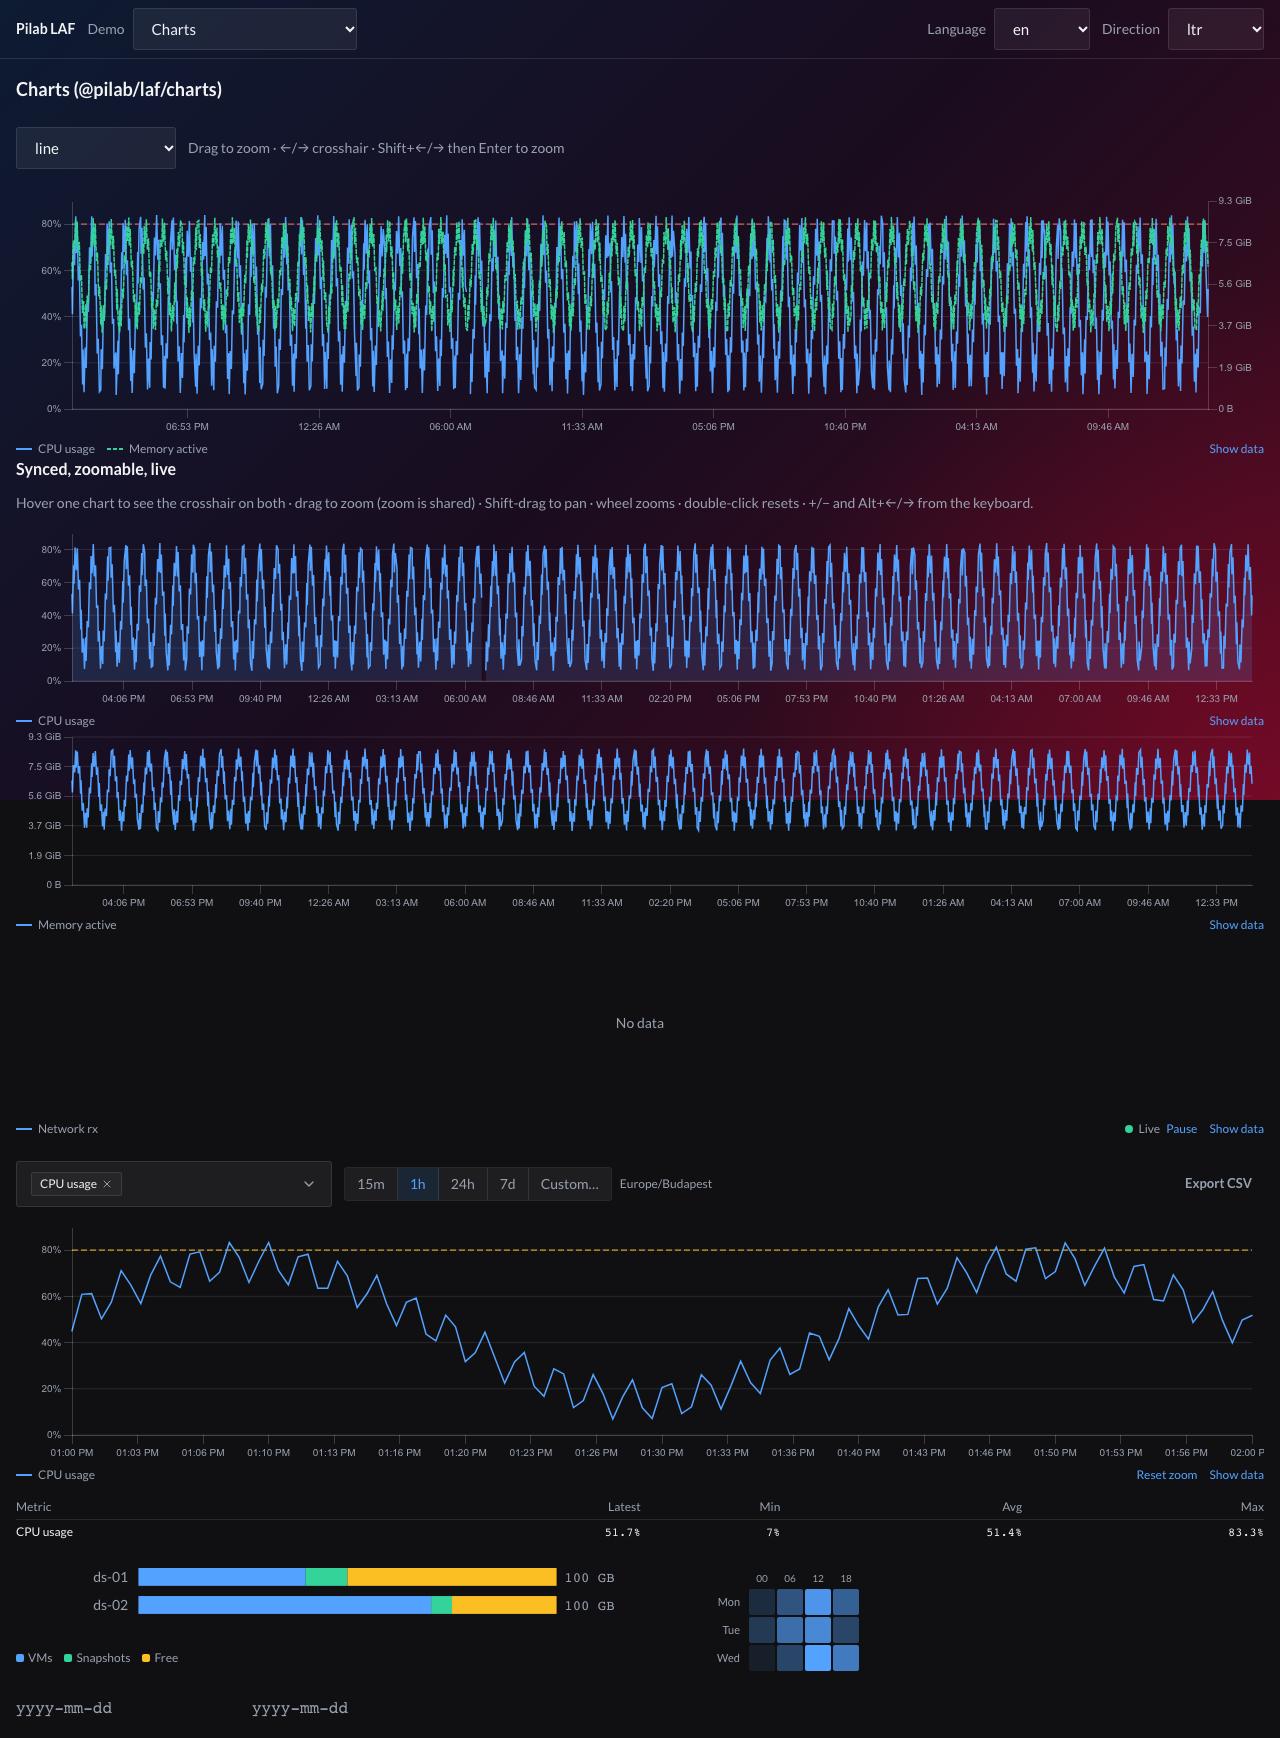 Pilab LAF Demo Charts Language en Direction ltr
Charts (@pilab/laf/charts)
line Drag to zoom · ←/→ crosshair · Shift+←/→ then Enter to zoom
9.3 GiB
80%
7.5 GiB
60%
5.6 GiB
40%
3.7 GiB
20%
1.9 GiB
0% 0 B
06:53 PM 12:26 AM 06:00 AM 11:33 AM 05:06 PM 10:40 PM 04:13 AM 09:46 AM
CPU usage Memory active Show data
Synced, zoomable, live
Hover one chart to see the crosshair on both · drag to zoom (zoom is shared) · Shift-drag to pan · wheel zooms · double-click resets · +/− and Alt+←/→ from the keyboard.
80%
60%
40%
20%
0%
04:06 PM 06:53 PM 09:40 PM 12:26 AM 03:13 AM 06:00 AM 08:46 AM 11:33 AM 02:20 PM 05:06 PM 07:53 PM 10:40 PM 01:26 AM 04:13 AM 07:00 AM 09:46 AM 12:33 PM
CPU usage Show data
9.3 GiB
7.5 GiB
5.6 GiB
3.7 GiB
1.9 GiB
0 B
04:06 PM 06:53 PM 09:40 PM 12:26 AM 03:13 AM 06:00 AM 08:46 AM 11:33 AM 02:20 PM 05:06 PM 07:53 PM 10:40 PM 01:26 AM 04:13 AM 07:00 AM 09:46 AM 12:33 PM
Memory active Show data
No data
Network rx Live Pause Show data
CPU usage × 15m 1h 24h 7d Custom... Europe/Budapest Export CSV
80%
60%
40%
20%
0%
01:00 PM 01:03 PM 01:06 PM 01:10 PM 01:13 PM 01:16 PM 01:20 PM 01:23 PM 01:26 PM 01:30 PM 01:33 PM 01:36 PM 01:40 PM 01:43 PM 01:46 PM 01:50 PM 01:53 PM 01:56 PM 02:00 P
CPU usage Reset zoom Show data
Metric Latest Min Avg Max
CPU usage 51.7% 7% 51.4% 83.3%
ds-01 100 GB
ds-02 100 GB
VMs Snapshots Free
00 06 12 18
Mon
Tue
Wed
yyyy-mm-dd yyyy-mm-dd